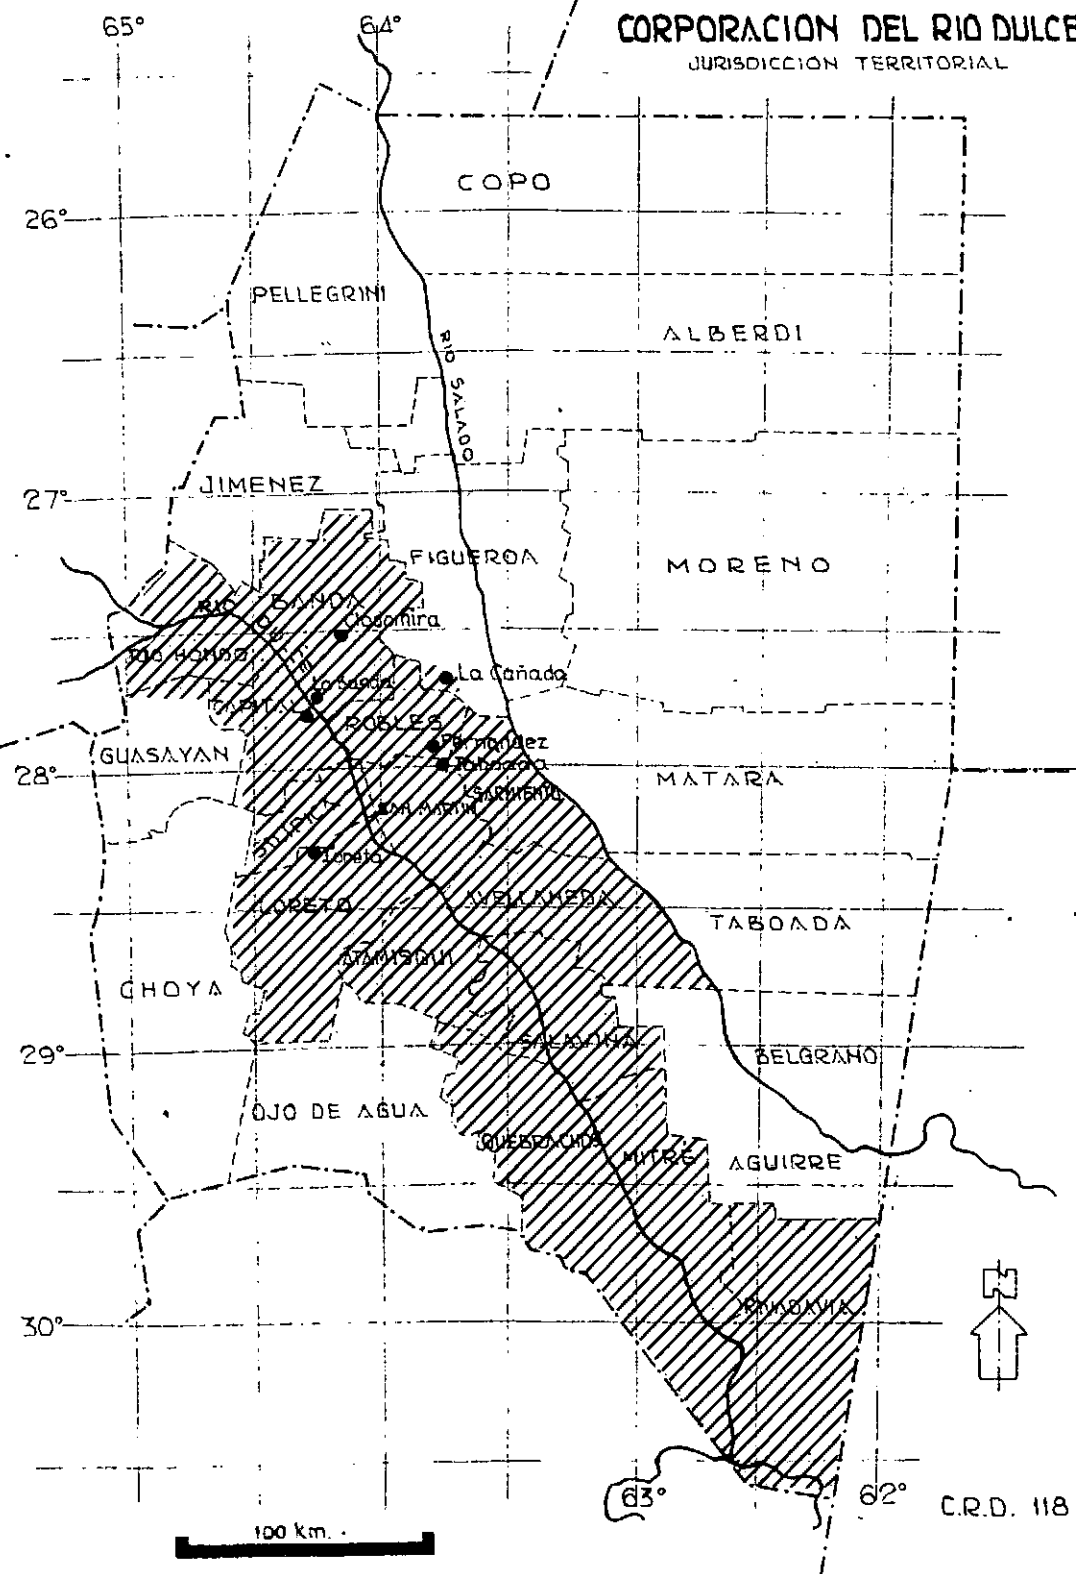 65°
64°
CORPORACION DEL RIO DULCE
JURISDICCION TERRITORIAL
COPO
26°
PELLEGRINI
ALBERDI
RIO SALADO
JIMENEZ
27°
FIGUEROA
MORENO
RIO DULCE
BANDA
Clodomira
RIO HONDO
La Cañada
La Banda
CAPITAL
ROBLES
Fernandez
GUASAYAN
Taboada
28°
MATARA
SARMIENTO
SAN MARTIN
SILIPICA
Loreto
LORETO
AVELLANEDA
TABOADA
ATAMISQUI
CHOYA
SALAVINA
29°
BELGRANO
OJO DE AGUA
QUEBRACHOS
MITRE
AGUIRRE
N
RIVADAVIA
30°
63°
62°
C.R.D. 118
100 Km.